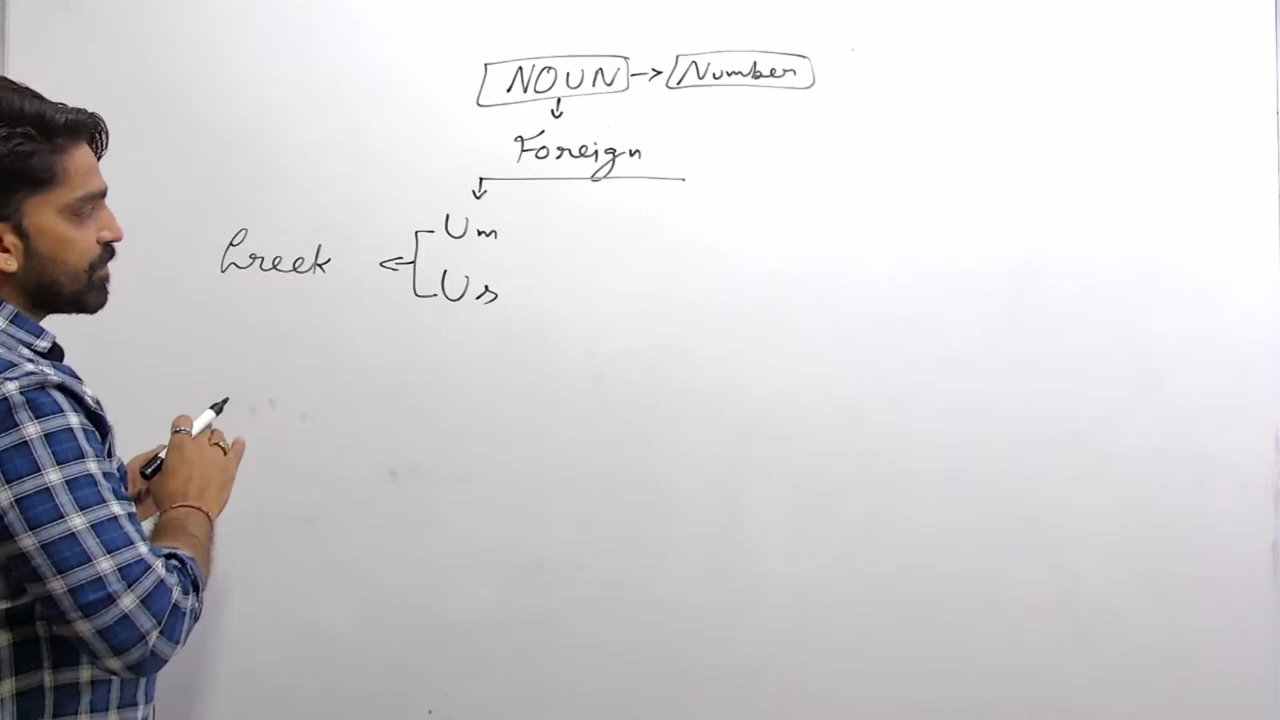 NOUN → Number
Foreign
Um
Greek
Us